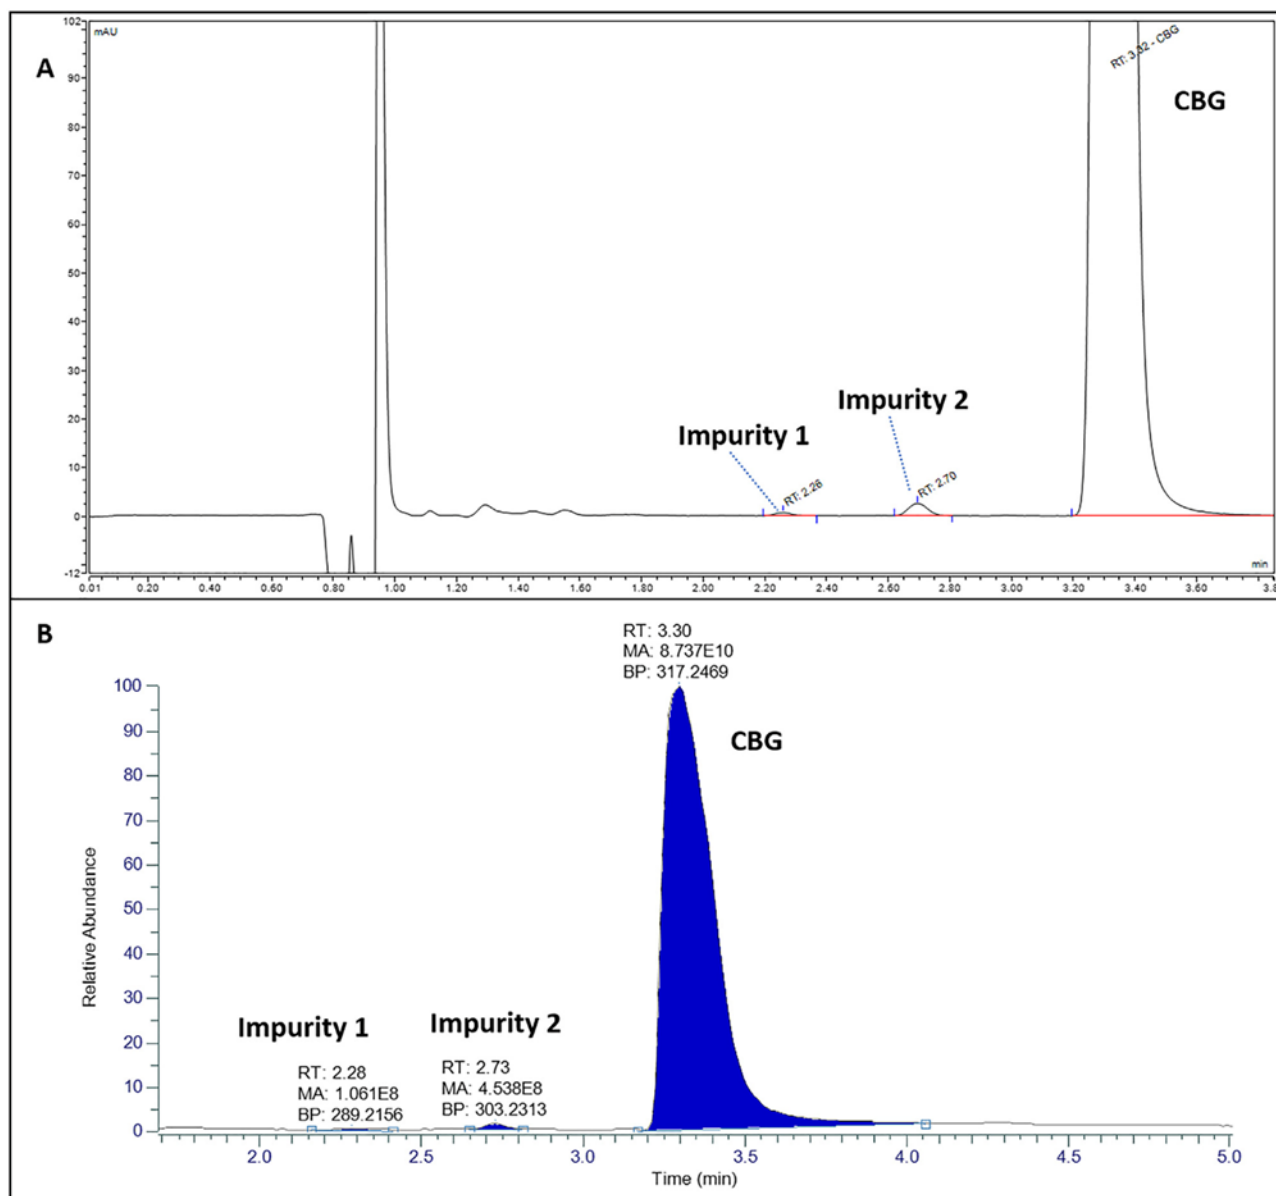 A
mAU
102
90
80
70
60
50
40
30
20
10
0
-12
RT: 3.32 - CBG
CBG
Impurity 2
Impurity 1
RT: 2.26
RT: 2.70
min
0.01 0.20 0.40 0.60 0.80 1.00 1.20 1.40 1.60 1.80 2.00 2.20 2.40 2.60 2.80 3.00 3.20 3.40 3.60 3.8
B
RT: 3.30
MA: 8.737E10
BP: 317.2469
CBG
100
90
80
70
60
50
40
30
20
10
0
Relative Abundance
Impurity 1
RT: 2.28
MA: 1.061E8
BP: 289.2156
Impurity 2
RT: 2.73
MA: 4.538E8
BP: 303.2313
2.0 2.5 3.0 3.5 4.0 4.5 5.0
Time (min)